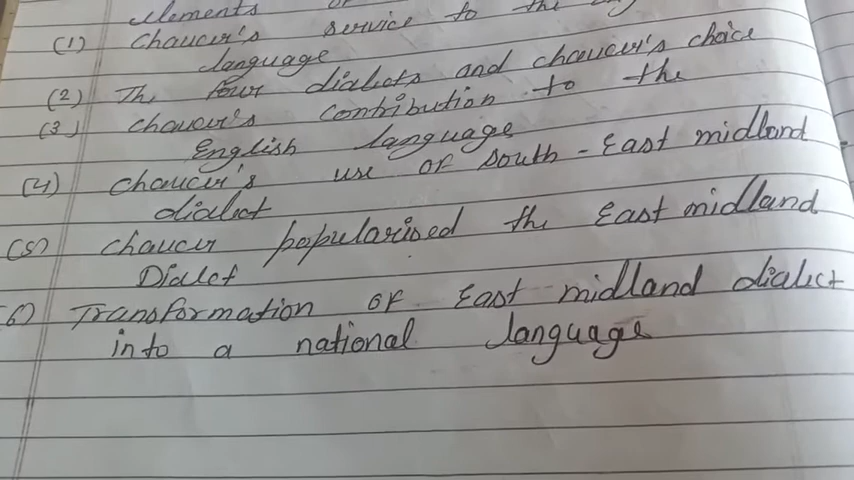 elements of
(1) Chaucer's service to the
language
(2) The four dialects and chaucer's choice
(3) chaucer's contribution to the
English language
(4) chaucer's use of south-East midland
dialect
(5) chaucer popularised the East midland
Dialect
6) Transformation of East midland dialect
into a national language